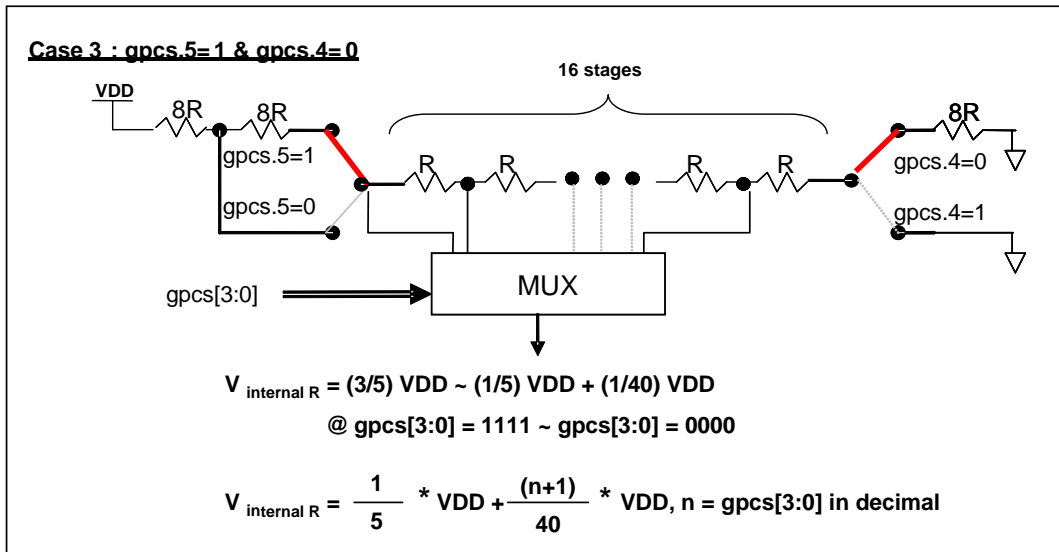 Case 3 : gpcs.5=1 & gpcs.4=0
16 stages
VDD
8R
8R
8R
gpcs.5=1
gpcs.4=0
R
R
R
R
gpcs.5=0
gpcs.4=1
MUX
gpcs[3:0]
V internal R = (3/5) VDD ~ (1/5) VDD + (1/40) VDD
@ gpcs[3:0] = 1111 ~ gpcs[3:0] = 0000
V internal R = 1/5 * VDD + (n+1)/40 * VDD, n = gpcs[3:0] in decimal